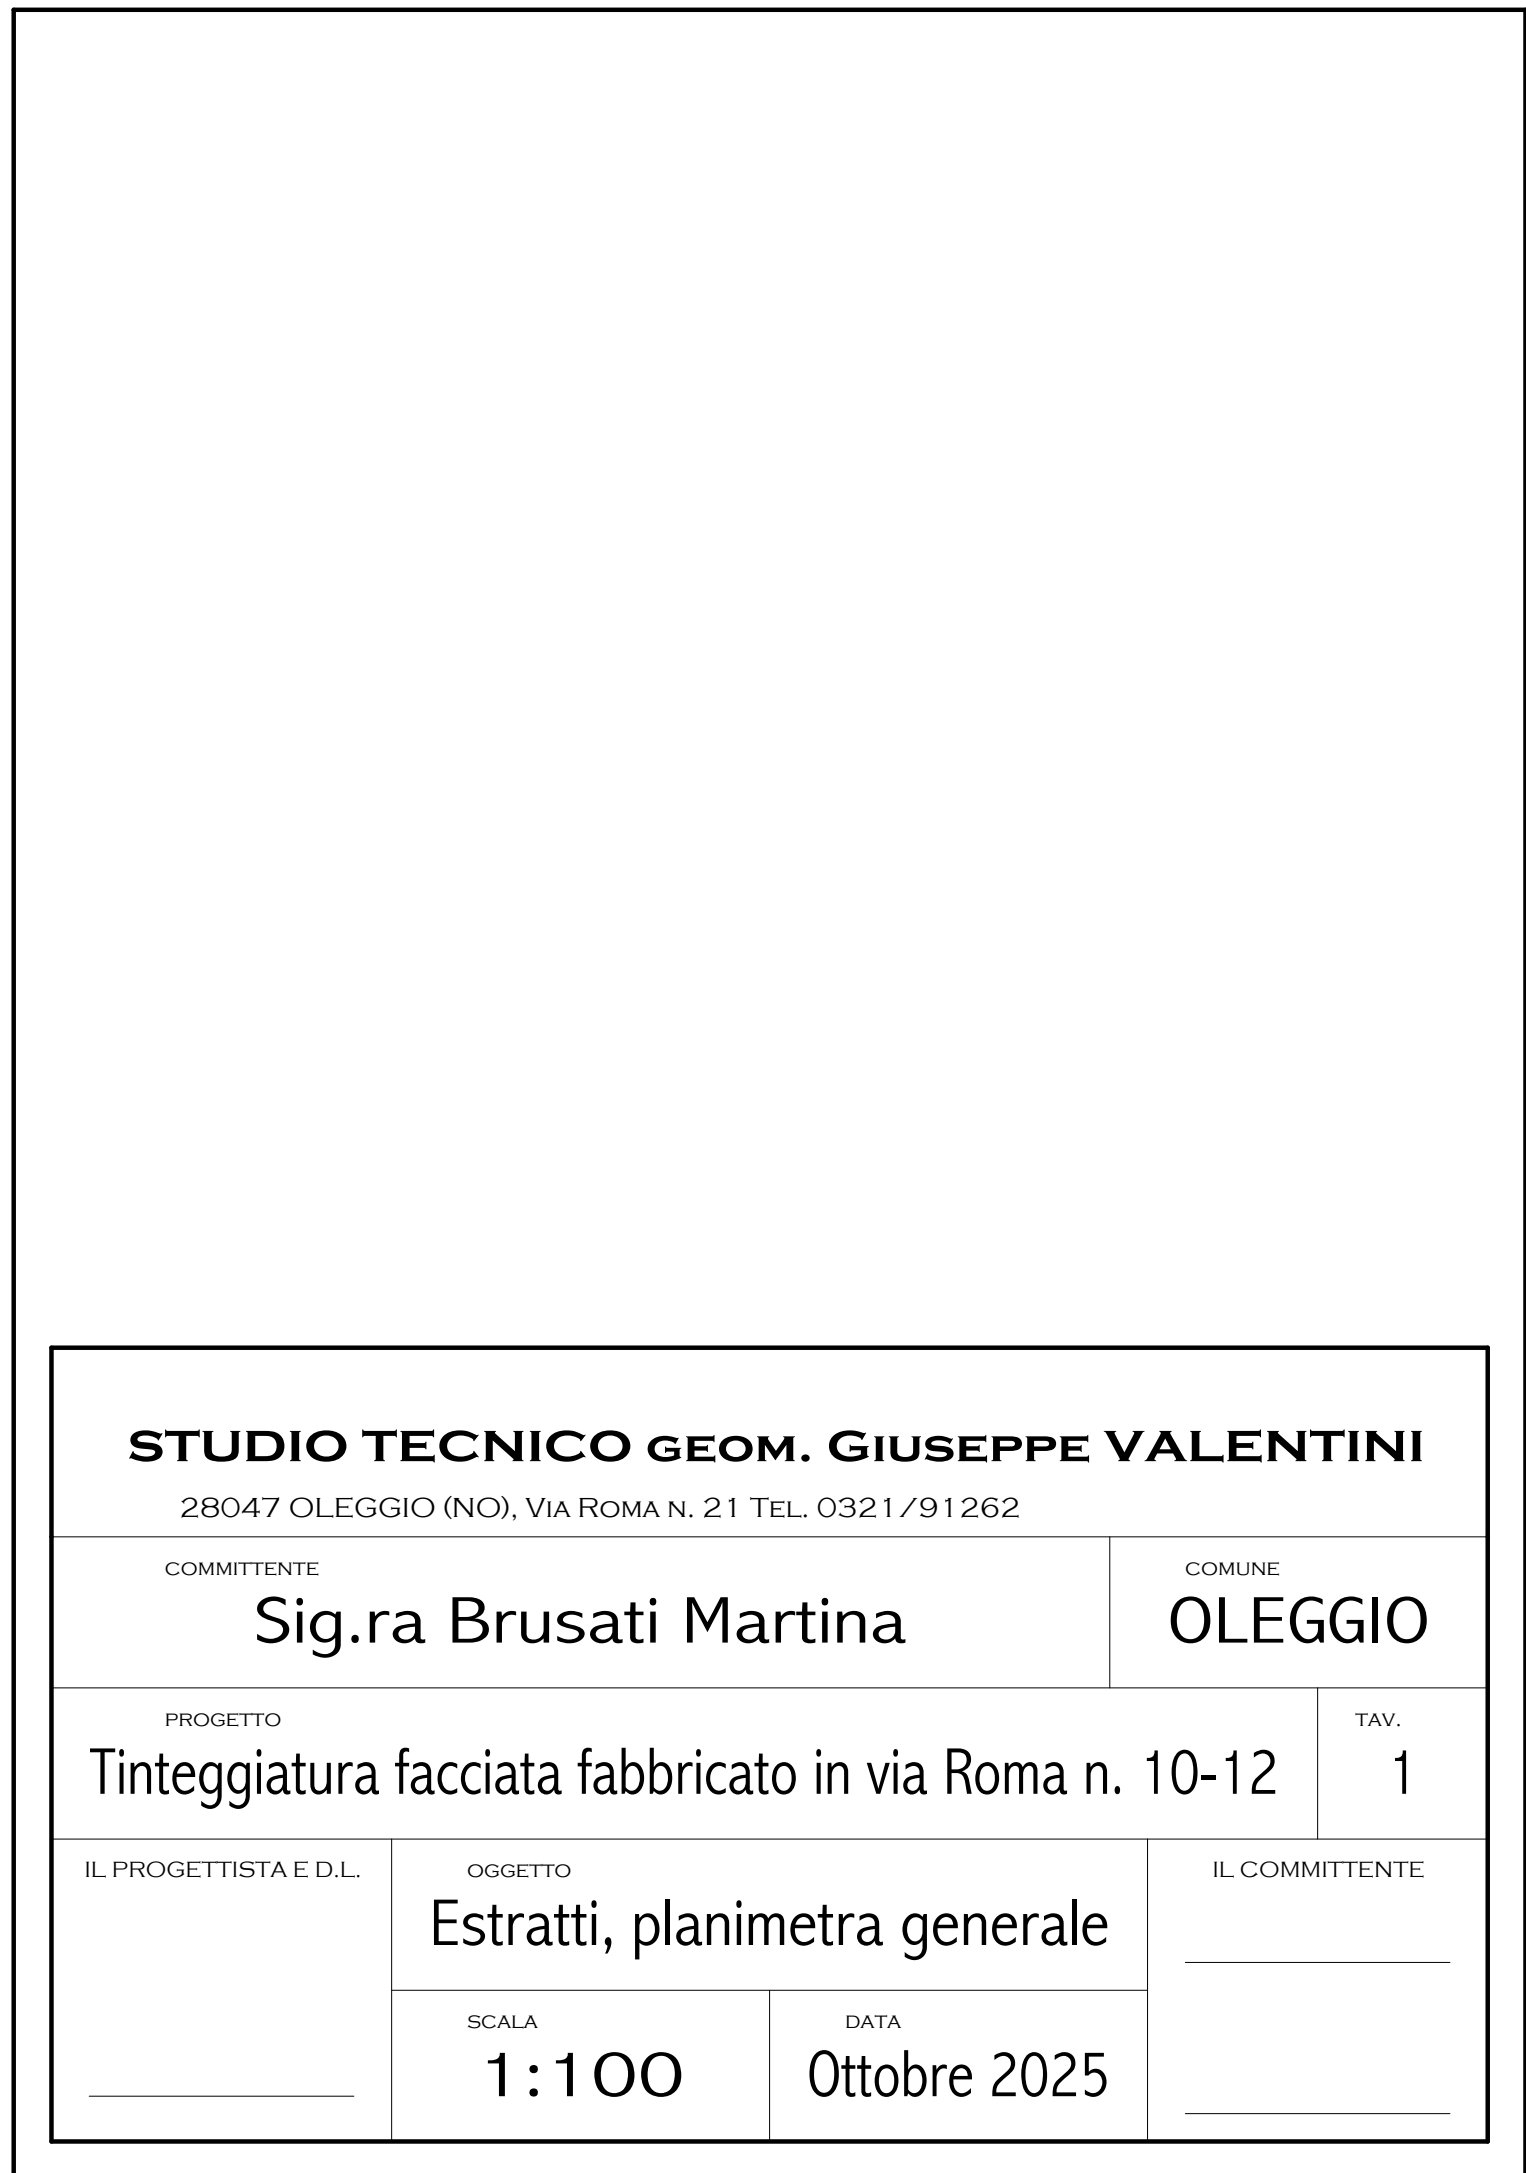 STUDIO TECNICO GEOM. GIUSEPPE VALENTINI
28047 OLEGGIO (NO), VIA ROMA N. 21 TEL. 0321/91262
COMMITTENTE
Sig.ra Brusati Martina
COMUNE
OLEGGIO
PROGETTO
Tinteggiatura facciata fabbricato in via Roma n. 10-12
TAV.
1
IL PROGETTISTA E D.L.
OGGETTO
Estratti, planimetra generale
IL COMMITTENTE
SCALA
1:100
DATA
Ottobre 2025